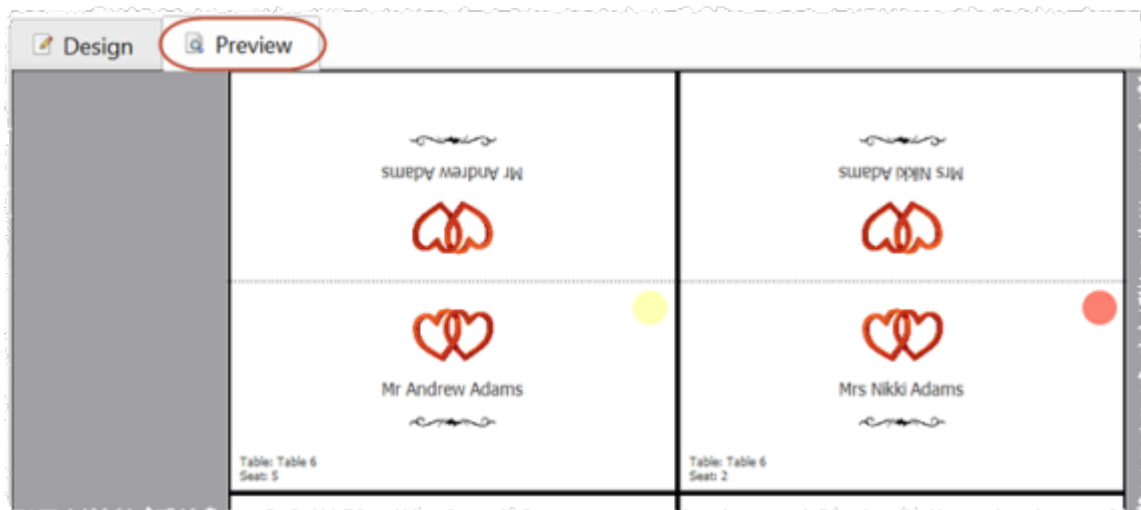 Design
Preview
Mr Andrew Adams
Mrs Nikki Adams
Mr Andrew Adams
Mrs Nikki Adams
Table: Table 6
Seat: 5
Table: Table 6
Seat: 2